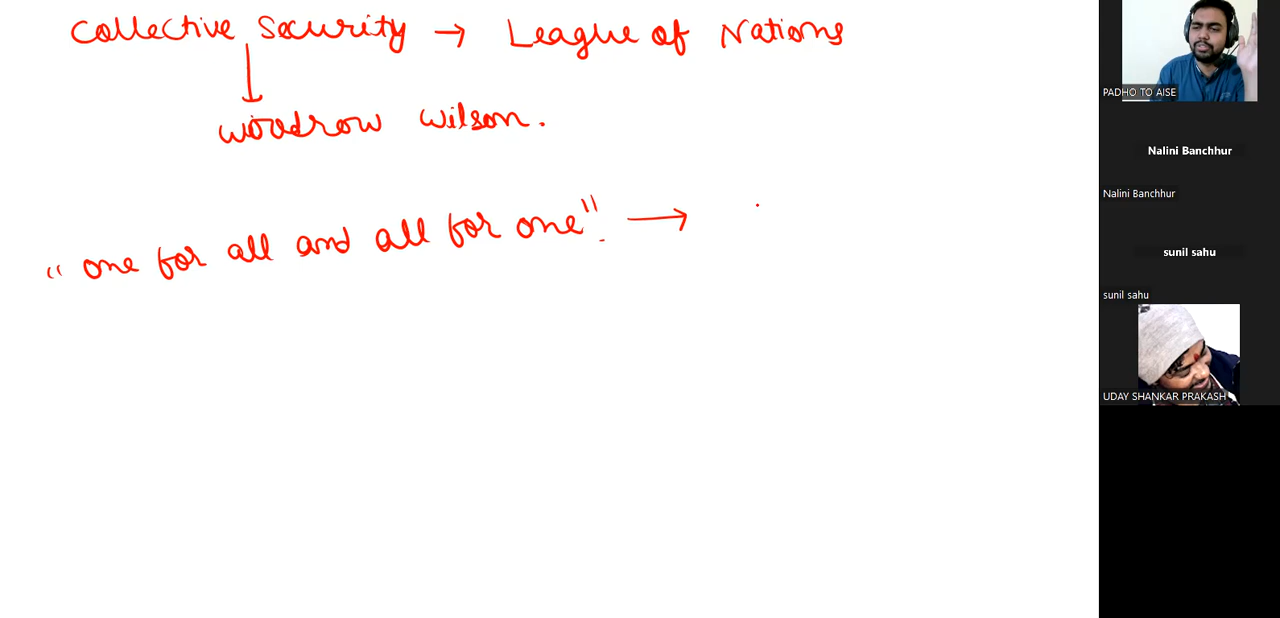 Collective Security → League of Nations
↓
Woodrow Wilson.
"one for all and all for one". →
PADHO TO AISE
Nalini Banchhur
Nalini Banchhur
sunil sahu
sunil sahu
UDAY SHANKAR PRAKASH